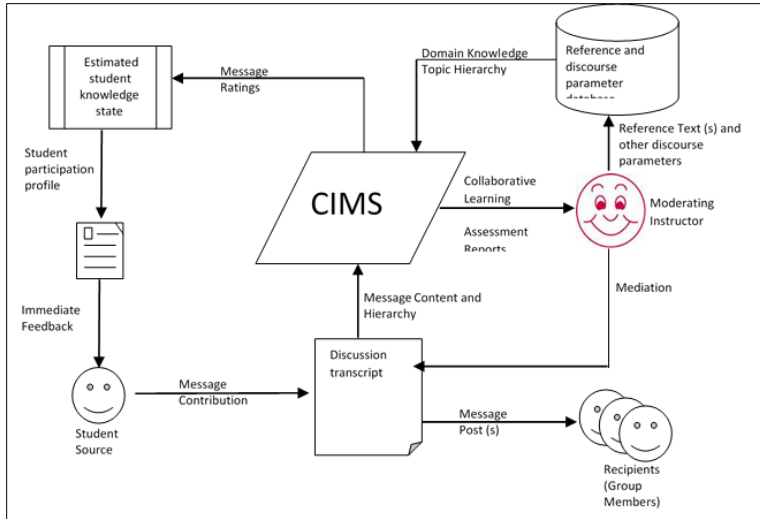 Estimated
student
knowledge
state
Message
Ratings
Domain Knowledge
Topic Hierarchy
Reference and
discourse
parameter
database
Student
participation
profile
CIMS
Collaborative
Learning
Assessment
Reports
Reference Text (s) and
other discourse
parameters
Moderating
Instructor
Immediate
Feedback
Message Content and
Hierarchy
Mediation
Discussion
transcript
Message
Contribution
Student
Source
Message
Post (s)
Recipients
(Group
Members)